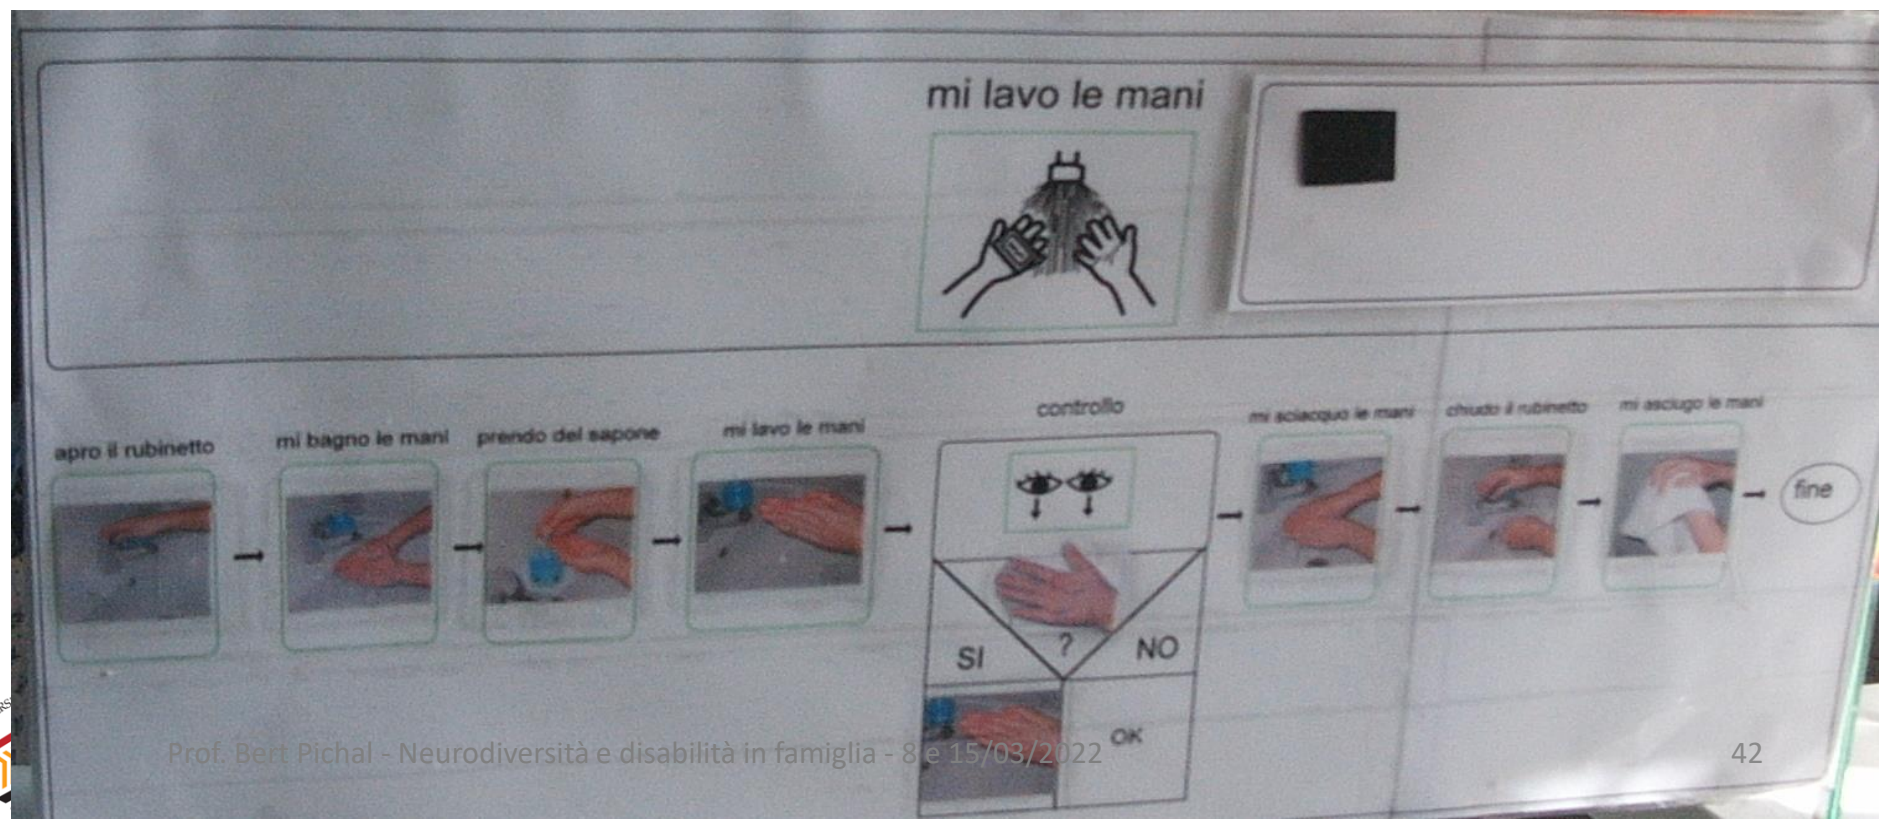 mi lavo le mani
apro il rubinetto
mi bagno le mani
prendo del sapone
mi lavo le mani
controllo
SI
?
NO
OK
mi sciacquo le mani
chiudo il rubinetto
mi asciugo le mani
fine
Prof. Bert Pichal - Neurodiversità e disabilità in famiglia - 8 e 15/03/2022
42